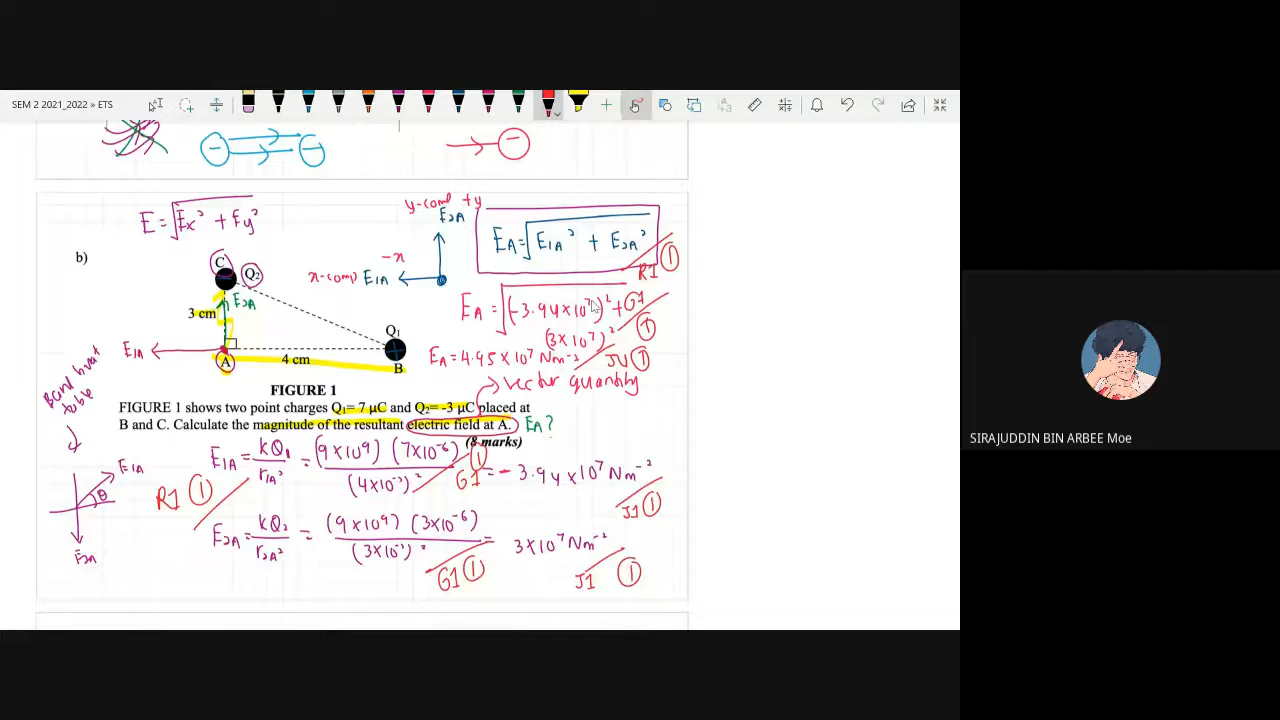 SEM 2 2021_2022 » ETS
E = √Ex² + Ey²
y-comp +y
E2A
EA = √E1A² + E2A²
R1 ①
b)
C
Q2
-x
x-comp E1A
3 cm
E2A
EA = √(-3.94×10⁷)² +
G1 ①
(3×10⁷)²
Q1
E1A
A
4 cm
B
EA = 4.95 × 10⁷ Nm⁻²
JU ①
FIGURE 1
vector quantity
table
FIGURE 1 shows two point charges Q1= 7 µC and Q2= -3 µC placed at
B and C. Calculate the magnitude of the resultant electric field at A.
EA?
(8 marks)
E1A = kQ1/r1A² = (9×10⁹) (7×10⁻⁶)/(4×10⁻²)² = - 3.94×10⁷ Nm⁻²
G1 ①
J1 ①
R1 ①
E1A
θ
E2A
E2A = kQ2/r2A² = (9×10⁹) (3×10⁻⁶)/(3×10⁻²)² = 3×10⁷ Nm⁻²
G1 ①
J1 ①
SIRAJUDDIN BIN ARBEE Moe